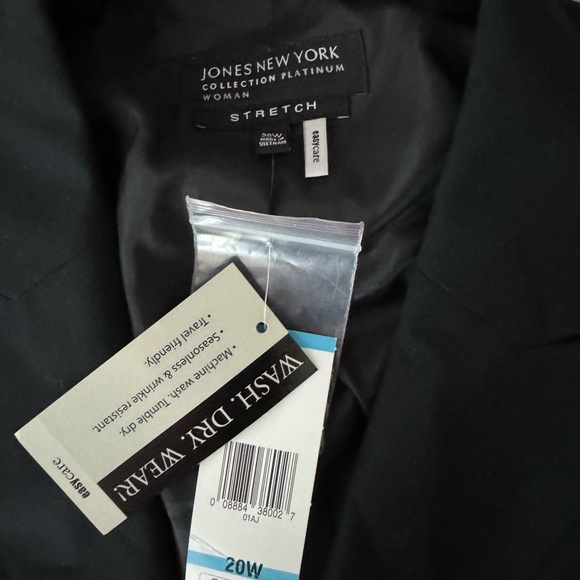 JONES NEW YORK
COLLECTION PLATINUM
WOMAN
STRETCH
20W
MADE IN
VIETNAM
easycare
WASH. DRY. WEAR!
• Machine wash. Tumble dry.
• Seasonless & wrinkle resistant.
• Travel friendly.
easycare
0 08884 38002 7
01AJ
20W